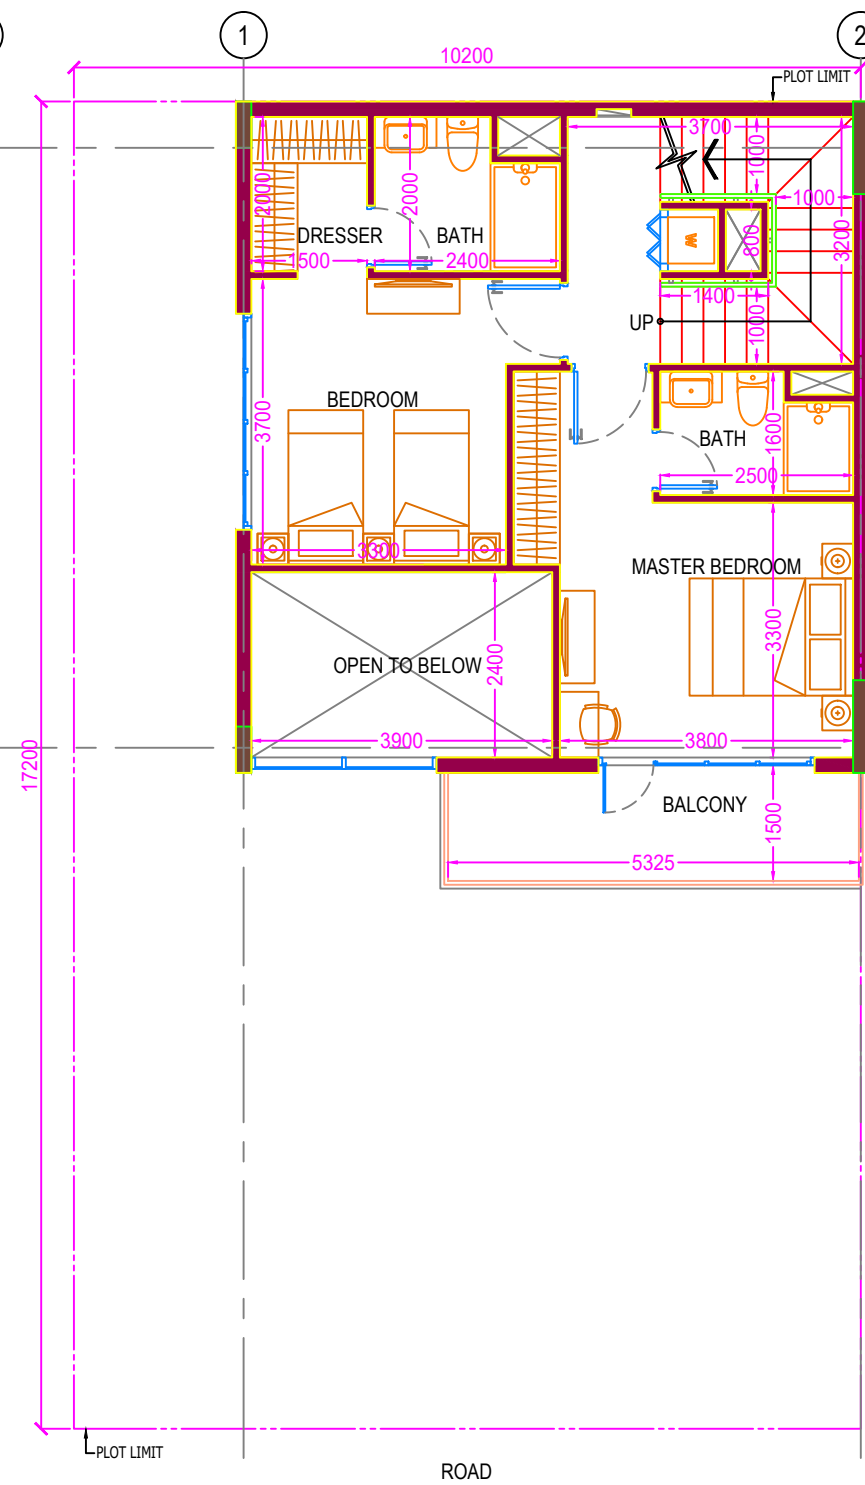 1
2
10200
PLOT LIMIT
3700
1000
2000
2000
1000
DRESSER
BATH
800
W
3200
1500
2400
1400
UP
1000
BEDROOM
3700
BATH
1600
2500
3300
MASTER BEDROOM
OPEN TO BELOW
2400
3300
3900
3800
17200
BALCONY
1500
5325
PLOT LIMIT
ROAD